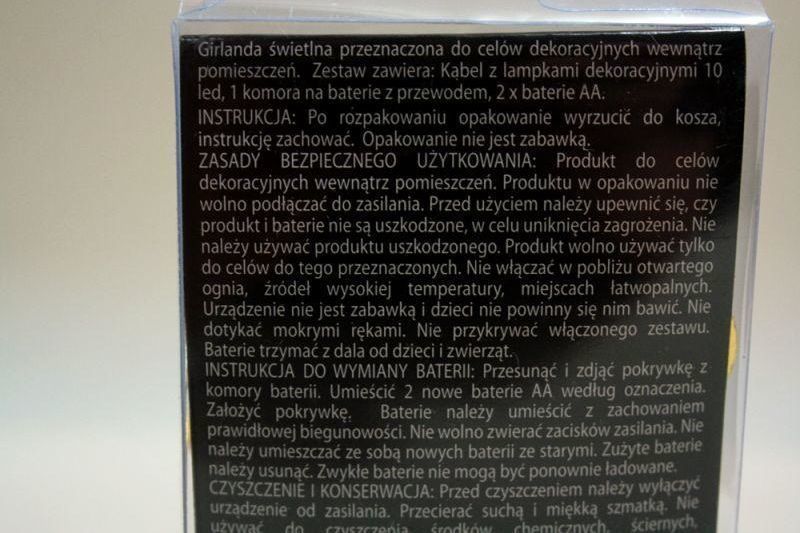 Girlanda świetlna przeznaczona do celów dekoracyjnych wewnątrz
pomieszczeń. Zestaw zawiera: Kabel z lampkami dekoracyjnymi 10
led, 1 komora na baterie z przewodem, 2 x baterie AA.
INSTRUKCJA: Po rozpakowaniu opakowanie wyrzucić do kosza,
instrukcję zachować. Opakowanie nie jest zabawką.
ZASADY BEZPIECZNEGO UŻYTKOWANIA: Produkt do celów
dekoracyjnych wewnątrz pomieszczeń. Produktu w opakowaniu nie
wolno podłączać do zasilania. Przed użyciem należy upewnić się, czy
produkt i baterie nie są uszkodzone, w celu uniknięcia zagrożenia. Nie
należy używać produktu uszkodzonego. Produkt wolno używać tylko
do celów do tego przeznaczonych. Nie włączać w pobliżu otwartego
ognia, źródeł wysokiej temperatury, miejscach łatwopalnych.
Urządzenie nie jest zabawką i dzieci nie powinny się nim bawić. Nie
dotykać mokrymi rękami. Nie przykrywać włączonego zestawu.
Baterie trzymać z dala od dzieci i zwierząt.
INSTRUKCJA DO WYMIANY BATERII: Przesunąć i zdjąć pokrywkę z
komory baterii. Umieścić 2 nowe baterie AA według oznaczenia.
Założyć pokrywkę. Baterie należy umieścić z zachowaniem
prawidłowej biegunowości. Nie wolno zwierać zacisków zasilania. Nie
należy umieszczać ze sobą nowych baterii ze starymi. Zużyte baterie
należy usunąć. Zwykłe baterie nie mogą być ponownie ładowane.
CZYSZCZENIE I KONSERWACJA: Przed czyszczeniem należy wyłączyć
urządzenie od zasilania. Przecierać suchą i miękką szmatką. Nie
używać do czyszczenia środków chemicznych, ściernych,